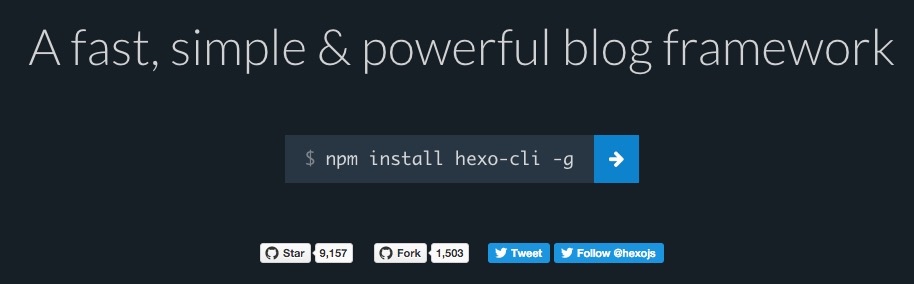 A fast, simple & powerful blog framework
$ npm install hexo-cli -g
Star 9,157 Fork 1,503 Tweet Follow @hexojs